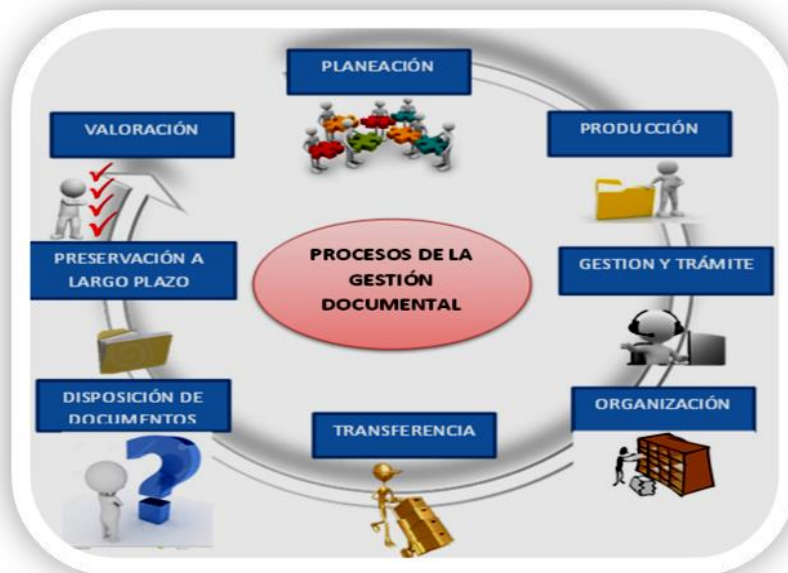 PLANEACIÓN
VALORACIÓN
PRODUCCIÓN
PROCESOS DE LA
GESTIÓN
DOCUMENTAL
PRESERVACIÓN A
LARGO PLAZO
GESTION Y TRÁMITE
DISPOSICIÓN DE
DOCUMENTOS
ORGANIZACIÓN
TRANSFERENCIA